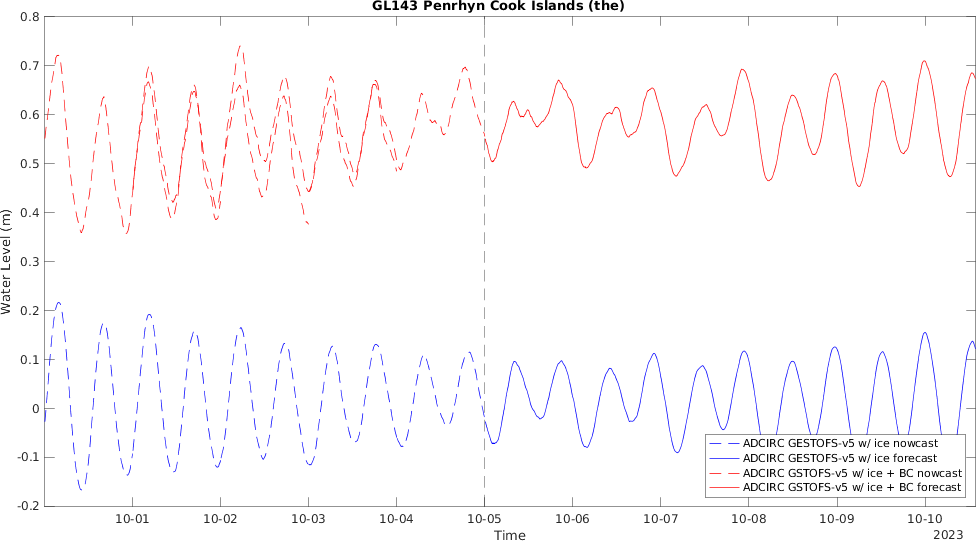 GL143 Penrhyn Cook Islands (the)
0.8
0.7
0.6
0.5
0.4
0.3
0.2
0.1
0
-0.1
-0.2
Water Level (m)
10-01 10-02 10-03 10-04 10-05 10-06 10-07 10-08 10-09 10-10
Time
2023
ADCIRC GESTOFS-v5 w/ ice nowcast
ADCIRC GESTOFS-v5 w/ ice forecast
ADCIRC GSTOFS-v5 w/ ice + BC nowcast
ADCIRC GSTOFS-v5 w/ ice + BC forecast